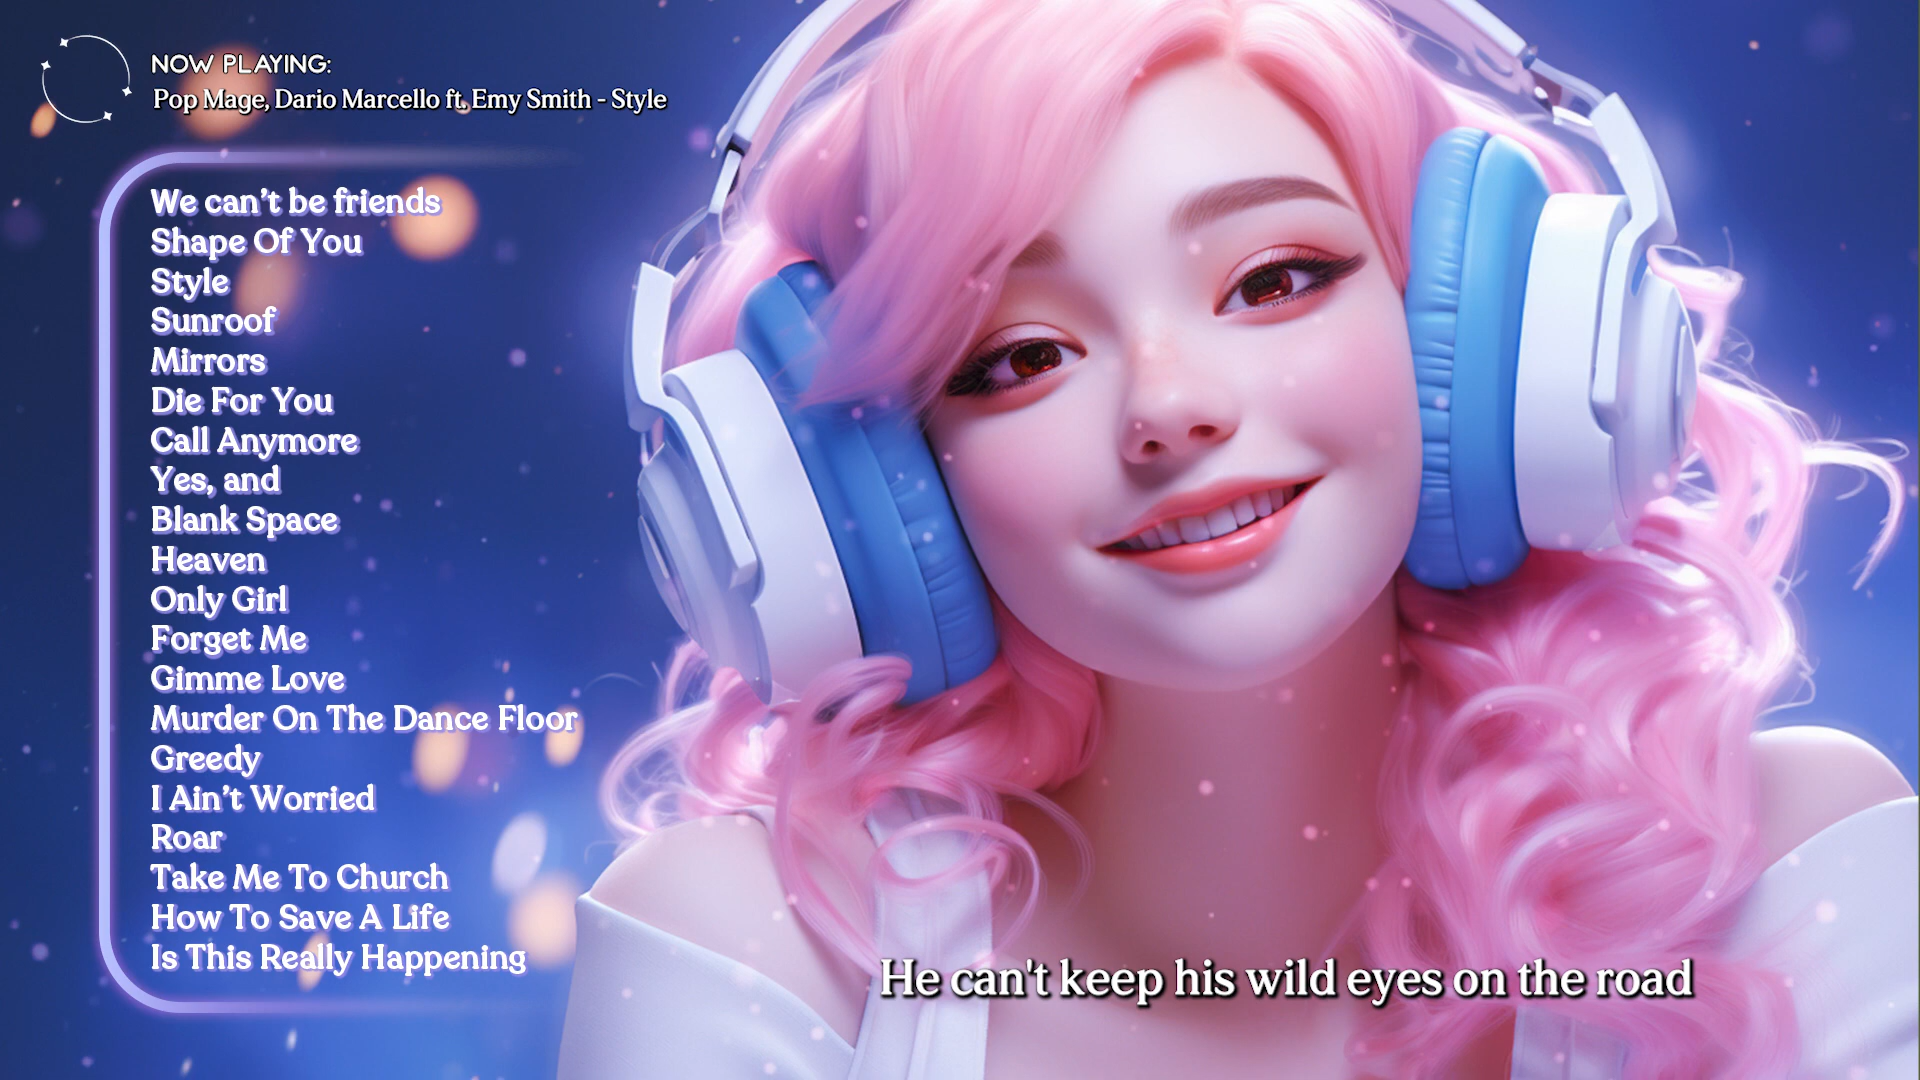 NOW PLAYING:
Pop Mage, Dario Marcello ft. Emy Smith - Style
We can't be friends
Shape Of You
Style
Sunroof
Mirrors
Die For You
Call Anymore
Yes, and
Blank Space
Heaven
Only Girl
Forget Me
Gimme Love
Murder On The Dance Floor
Greedy
I Ain't Worried
Roar
Take Me To Church
How To Save A Life
Is This Really Happening
He can't keep his wild eyes on the road